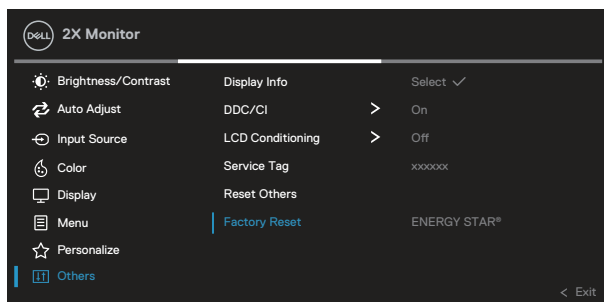 DELL 2X Monitor
Brightness/Contrast Display Info Select ✓
Auto Adjust DDC/CI > On
Input Source LCD Conditioning > Off
Color Service Tag xxxxxx
Display Reset Others
Menu Factory Reset ENERGY STAR®
Personalize
Others
< Exit